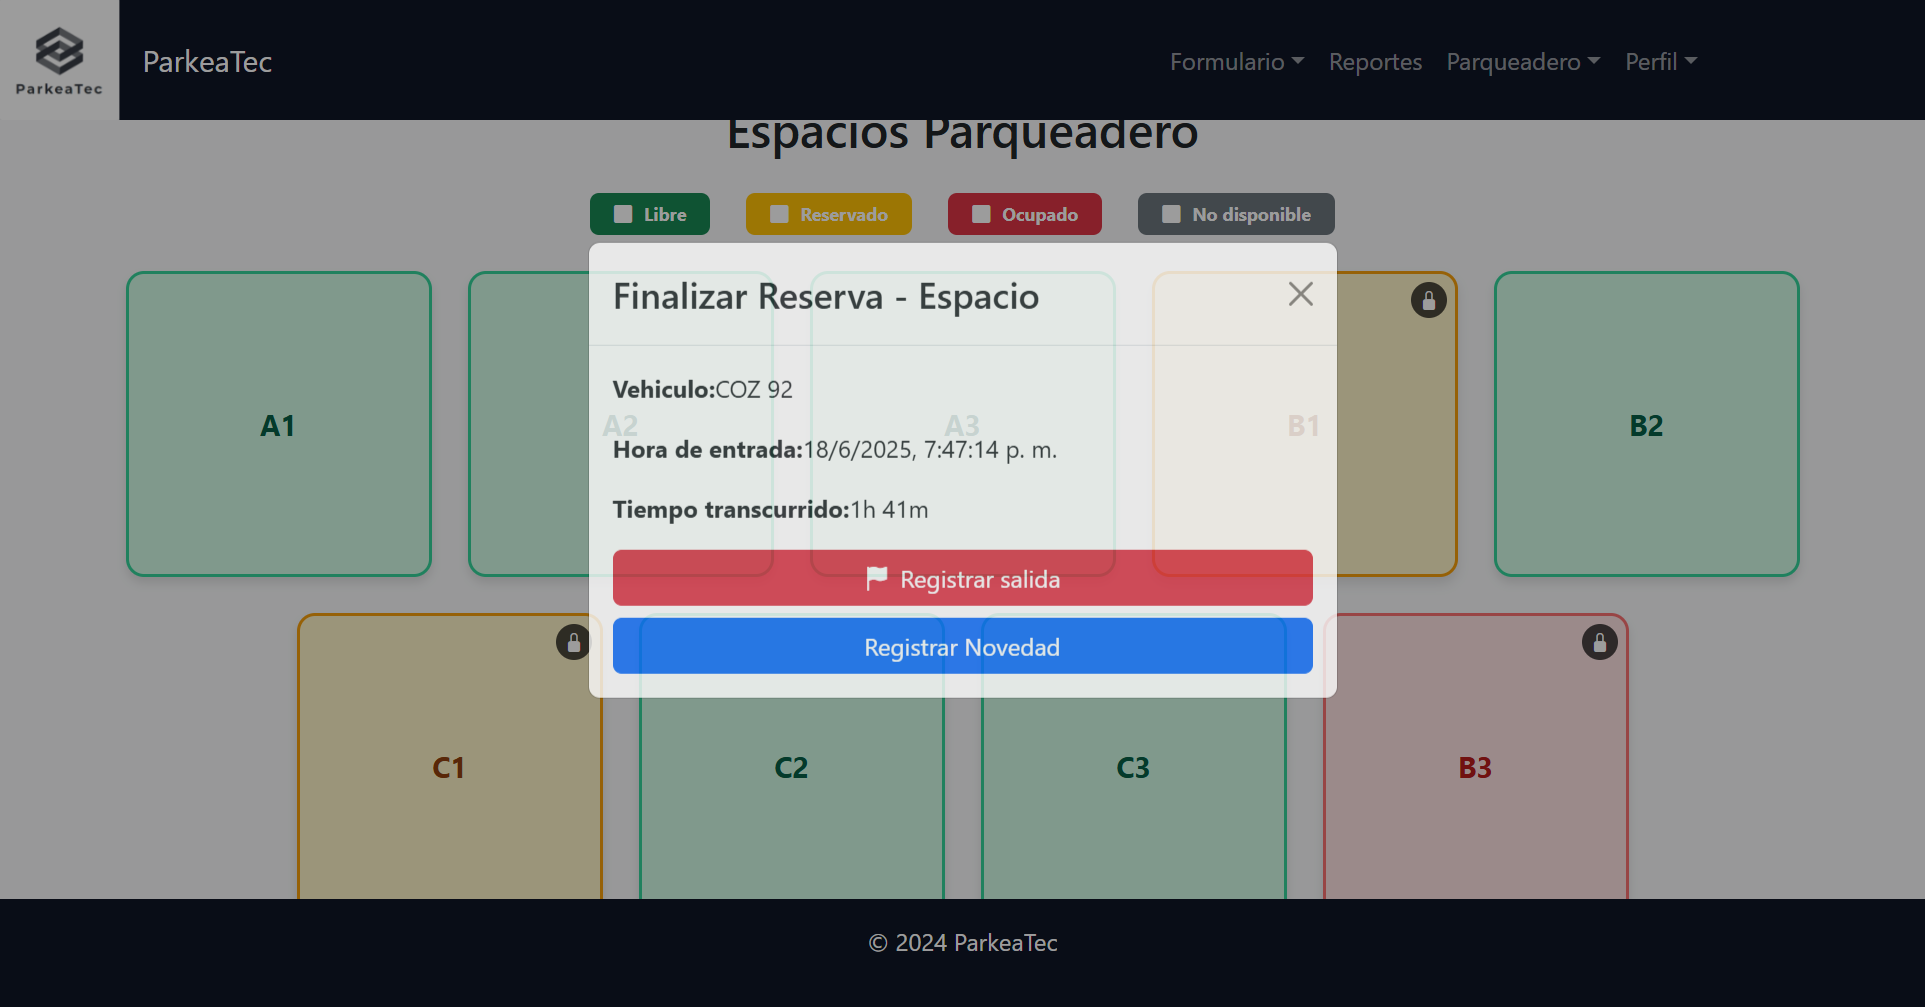 ParkeaTec
ParkeaTec
Formulario Reportes Parqueadero Perfil
Espacios Parqueadero
Libre Reservado Ocupado No disponible
Finalizar Reserva - Espacio
Vehiculo:COZ 92
A1 A2 A3 B1 B2
Hora de entrada:18/6/2025, 7:47:14 p. m.
Tiempo transcurrido:1h 41m
Registrar salida
Registrar Novedad
C1 C2 C3 B3
© 2024 ParkeaTec